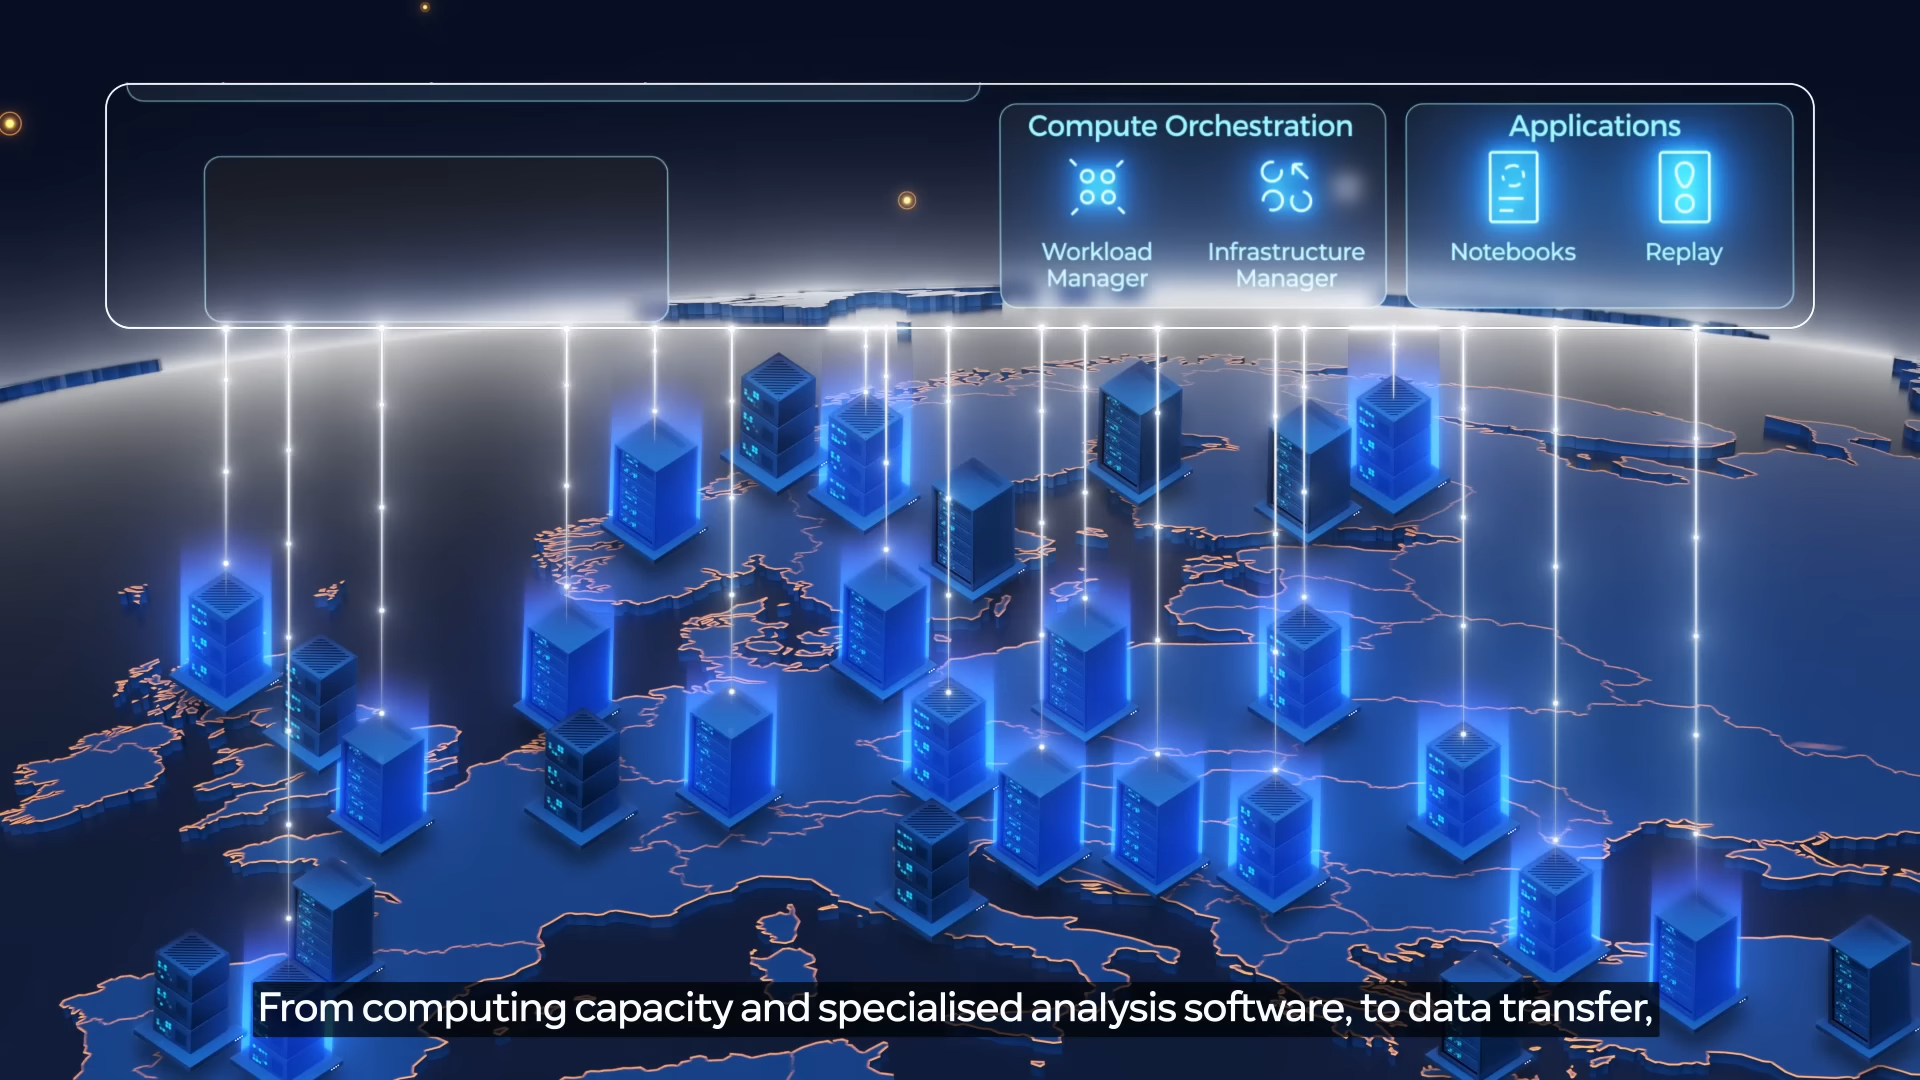 Compute Orchestration
Workload
Manager
Infrastructure
Manager
Applications
Notebooks
Replay
From computing capacity and specialised analysis software, to data transfer,